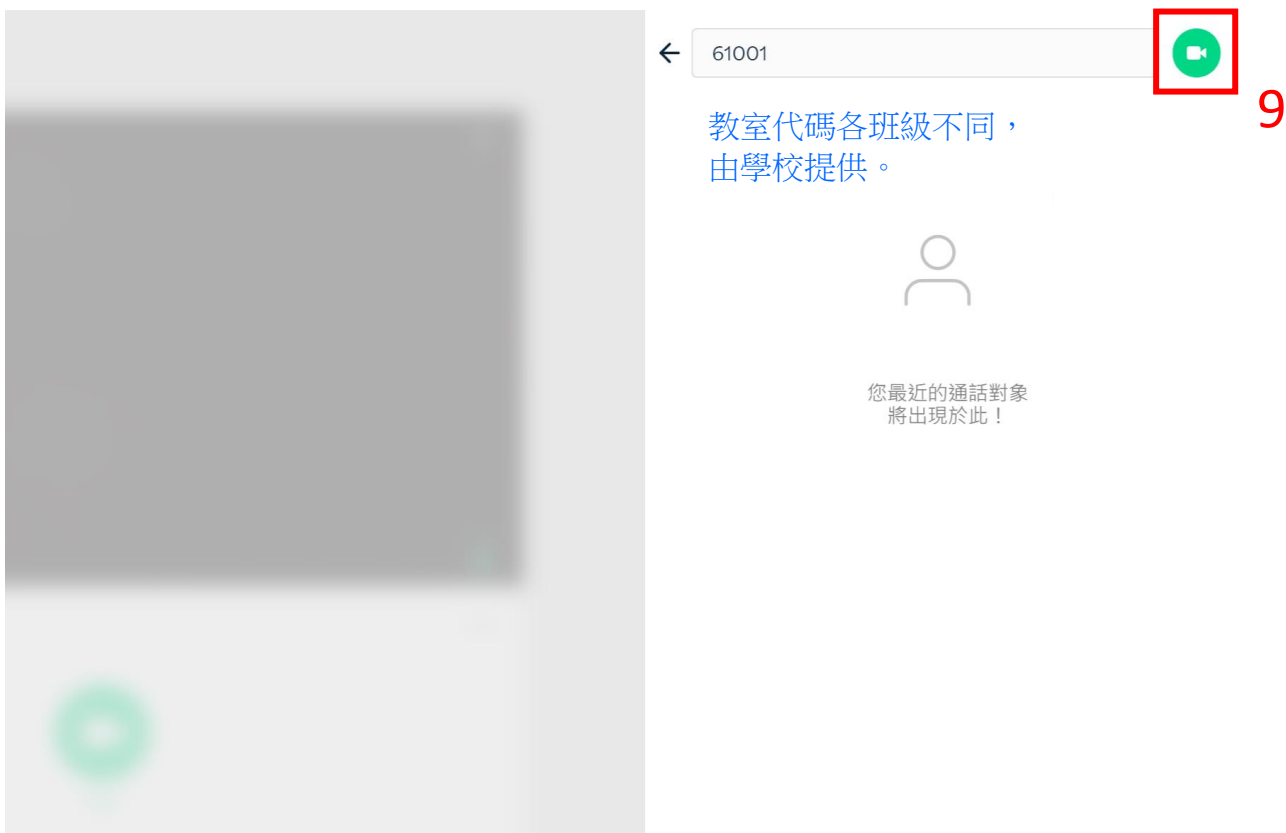 61001
9
教室代碼各班級不同，
由學校提供。
您最近的通話對象
將出現於此！